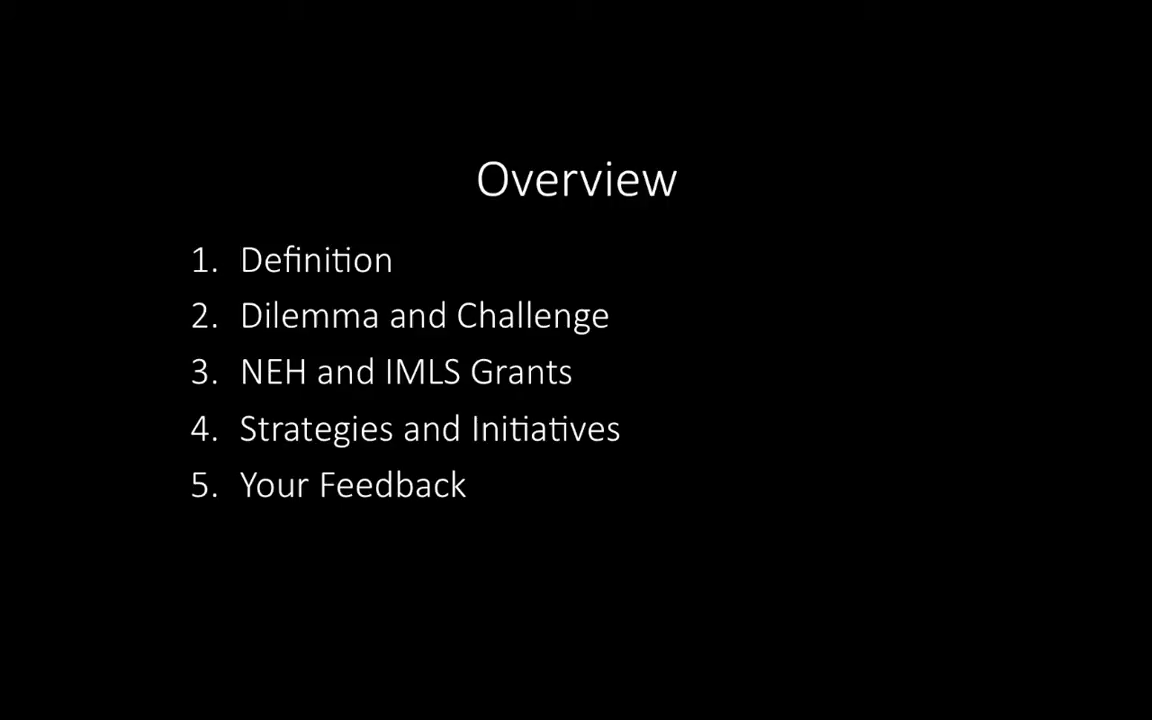 Overview
1. Definition
2. Dilemma and Challenge
3. NEH and IMLS Grants
4. Strategies and Initiatives
5. Your Feedback